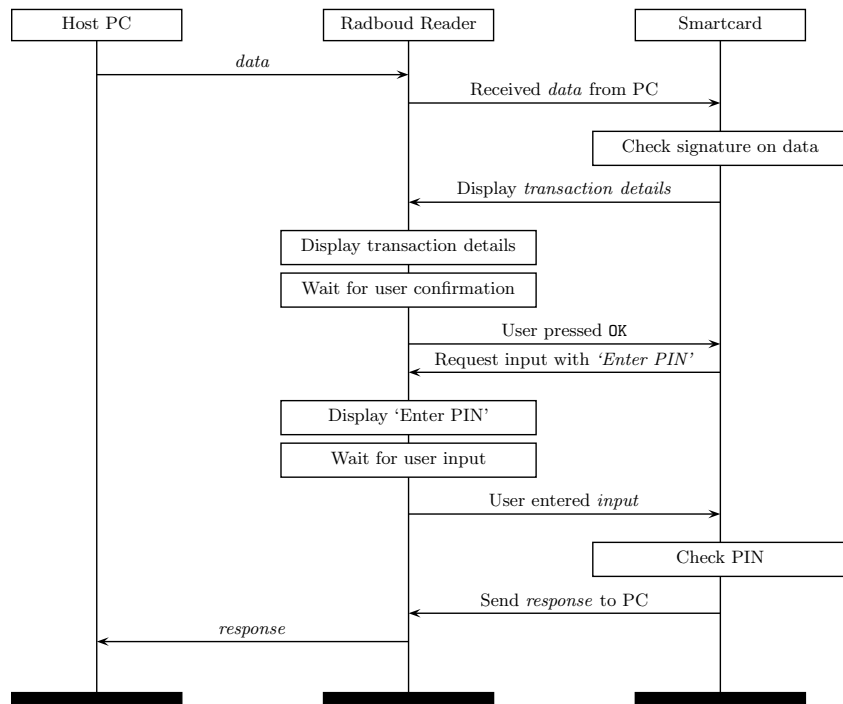 Host PC
Radboud Reader
Smartcard
data
Received data from PC
Check signature on data
Display transaction details
Display transaction details
Wait for user confirmation
User pressed OK
Request input with ‘Enter PIN’
Display ‘Enter PIN’
Wait for user input
User entered input
Check PIN
Send response to PC
response